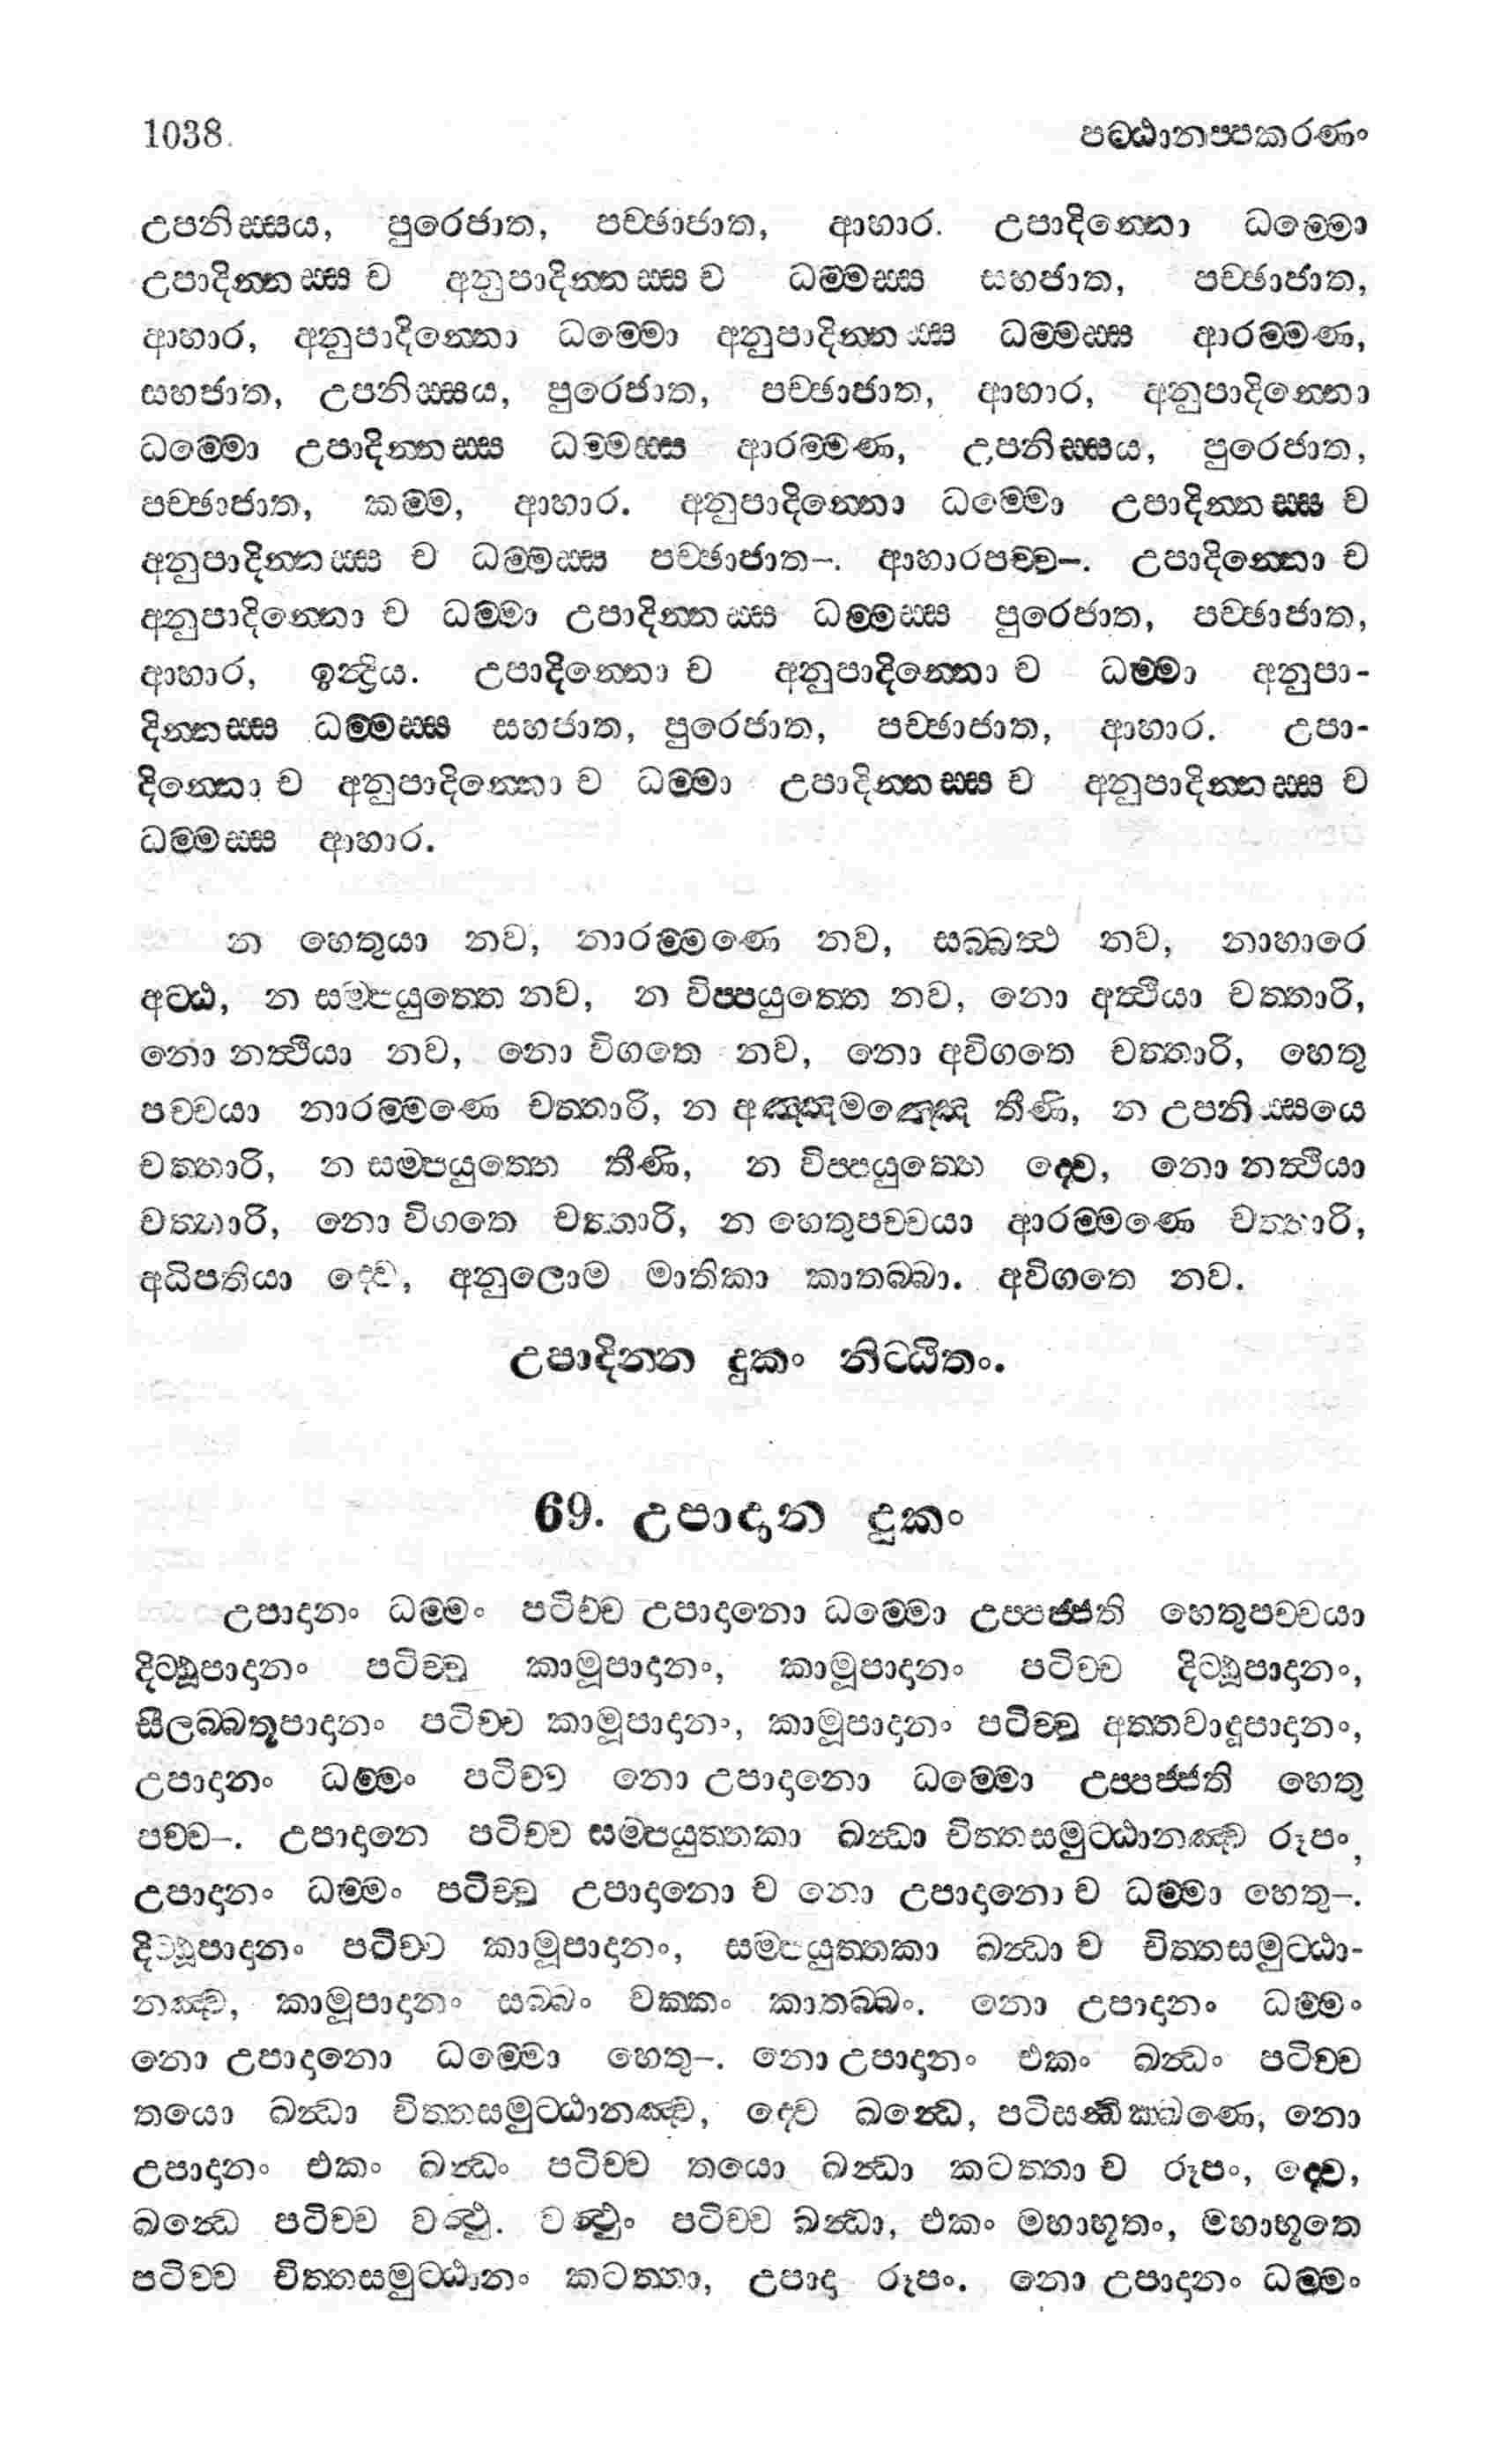 1038.
පට්ඨානප්පකරණං
උපනිස්සය, පුරෙජාත, පච්ඡාජාත, ආහාර. උපාදින්නො ධම්මො
උපාදින්නස්ස ච අනුපාදින්නස්ස ච ධම්මස්ස සහජාත, පච්ඡාජාත,
ආහාර, අනුපාදින්නො ධම්මො අනුපාදින්නස්ස ධම්මස්ස ආරම්මණ,
සහජාත, උපනිස්සය, පුරෙජාත, පච්ඡාජාත, ආහාර, අනුපාදින්නො
ධම්මො උපාදින්නස්ස ධම්මස්ස ආරම්මණ, උපනිස්සය, පුරෙජාත,
පච්ඡාජාත, කම්ම, ආහාර. අනුපාදින්නො ධම්මො උපාදින්නස්ස ච
අනුපාදින්නස්ස ච ධම්මස්ස පච්ඡාජාත–. ආහාරපච්ච–. උපාදින්නො ච
අනුපාදින්නො ච ධම්මා උපාදින්නස්ස ධම්මස්ස පුරෙජාත, පච්ඡාජාත,
ආහාර, ඉන්ද්‍රිය. උපාදින්නො ච අනුපාදින්නො ච ධම්මා අනුපා-
දින්නස්ස ධම්මස්ස සහජාත, පුරෙජාත, පච්ඡාජාත, ආහාර. උපා-
දින්නො ච අනුපාදින්නො ච ධම්මා උපාදින්නස්ස ච අනුපාදින්නස්ස ච
ධම්මස්ස ආහාර.
න හෙතුයා නව, නාරම්මණෙ නව, සබ්බත්ථ නව, නාහාරෙ
අට්ඨ, න සම්පයුත්තෙ නව, න විප්පයුත්තෙ නව, නො අත්ථියා චත්තාරි,
නො නත්ථියා නව, නො විගතෙ නව, නො අවිගතෙ චත්තාරි, හෙතු
පච්චයා නාරම්මණෙ චත්තාරි, න අඤ්ඤමඤ්ඤෙ තීණි, න උපනිස්සයෙ
චත්තාරි, න සම්පයුත්තෙ තීණි, න විප්පයුත්තෙ ද්වෙ, නො නත්ථියා
චත්තාරි, නො විගතෙ චත්තාරි, න හෙතුපච්චයා ආරම්මණෙ චත්තාරි,
අධිපතියා ද්වෙ, අනුලොම මාතිකා කාතබ්බා. අවිගතෙ නව.
උපාදින්න දුකං නිට්ඨිතං.
69. උපාදාන දුකං
උපාදානං ධම්මං පටිච්ච උපාදානො ධම්මො උප්පජ්ජති හෙතුපච්චයා
දිට්ඨුපාදානං පටිච්ච කාමූපාදානං, කාමූපාදානං පටිච්ච දිට්ඨුපාදානං,
සීලබ්බතූපාදානං පටිච්ච කාමූපාදානං, කාමූපාදානං පටිච්ච අත්තවාදූපාදානං,
උපාදානං ධම්මං පටිච්ච නො උපාදානො ධම්මො උප්පජ්ජති හෙතු
පච්ච–. උපාදානෙ පටිච්ච සම්පයුත්තකා ඛන්ධා චිත්තසමුට්ඨානඤ්ච රූපං,
උපාදානං ධම්මං පටිච්ච උපාදානො ච නො උපාදානො ච ධම්මා හෙතු–.
දිට්ඨුපාදානං පටිච්ච කාමූපාදානං, සම්පයුත්තකා ඛන්ධා ච චිත්තසමුට්ඨා-
නඤ්ච, කාමූපාදානං සබ්බං චක්කං කාතබ්බං. නො උපාදානං ධම්මං
නො උපාදානො ධම්මො හෙතු–. නො උපාදානං එකං ඛන්ධං පටිච්ච
තයො ඛන්ධා චිත්තසමුට්ඨානඤ්ච, ද්වෙ ඛන්ධෙ, පටිසන්ධික්ඛණෙ, නො
උපාදානං එකං ඛන්ධං පටිච්ච තයො ඛන්ධා කටත්තා ච රූපං, ද්වෙ,
ඛන්ධෙ පටිච්ච වත්ථු. වත්ථුං පටිච්ච ඛන්ධා, එකං මහාභූතං, මහාභූතෙ
පටිච්ච චිත්තසමුට්ඨානං කටත්තා, උපාදා රූපං. නො උපාදානං ධම්මං